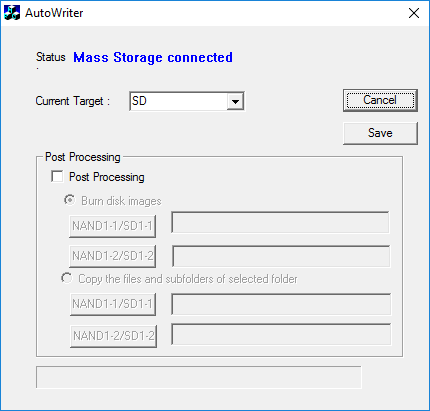 AutoWriter
Status : Mass Storage connected
Current Target : SD
Cancel
Save
Post Processing
Post Processing
Burn disk images
NAND1-1/SD1-1
NAND1-2/SD1-2
Copy the files and subfolders of selected folder
NAND1-1/SD1-1
NAND1-2/SD1-2